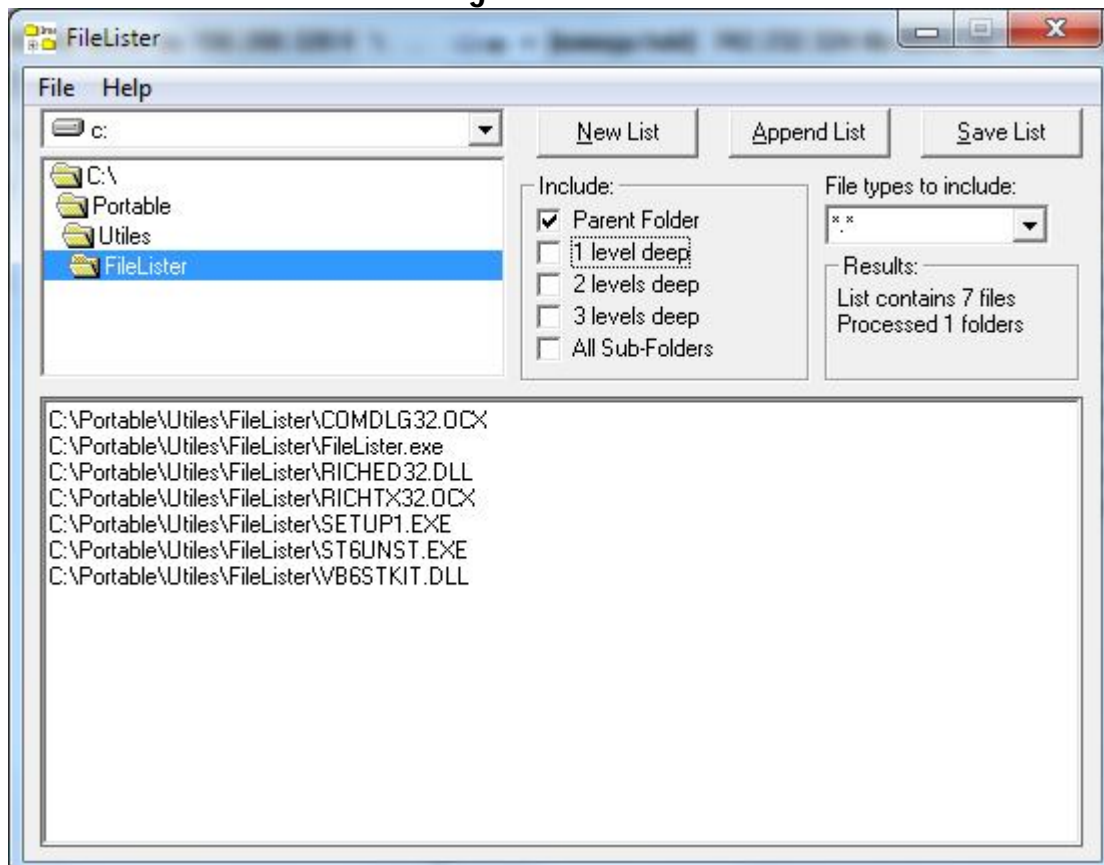 FileLister
File Help
c:
New List Append List Save List
C:\
Portable
Utiles
FileLister
Include:
Parent Folder
1 level deep
2 levels deep
3 levels deep
All Sub-Folders
File types to include:
*.*
Results:
List contains 7 files
Processed 1 folders
C:\Portable\Utiles\FileLister\COMDLG32.OCX
C:\Portable\Utiles\FileLister\FileLister.exe
C:\Portable\Utiles\FileLister\RICHED32.DLL
C:\Portable\Utiles\FileLister\RICHTX32.OCX
C:\Portable\Utiles\FileLister\SETUP1.EXE
C:\Portable\Utiles\FileLister\ST6UNST.EXE
C:\Portable\Utiles\FileLister\VB6STKIT.DLL